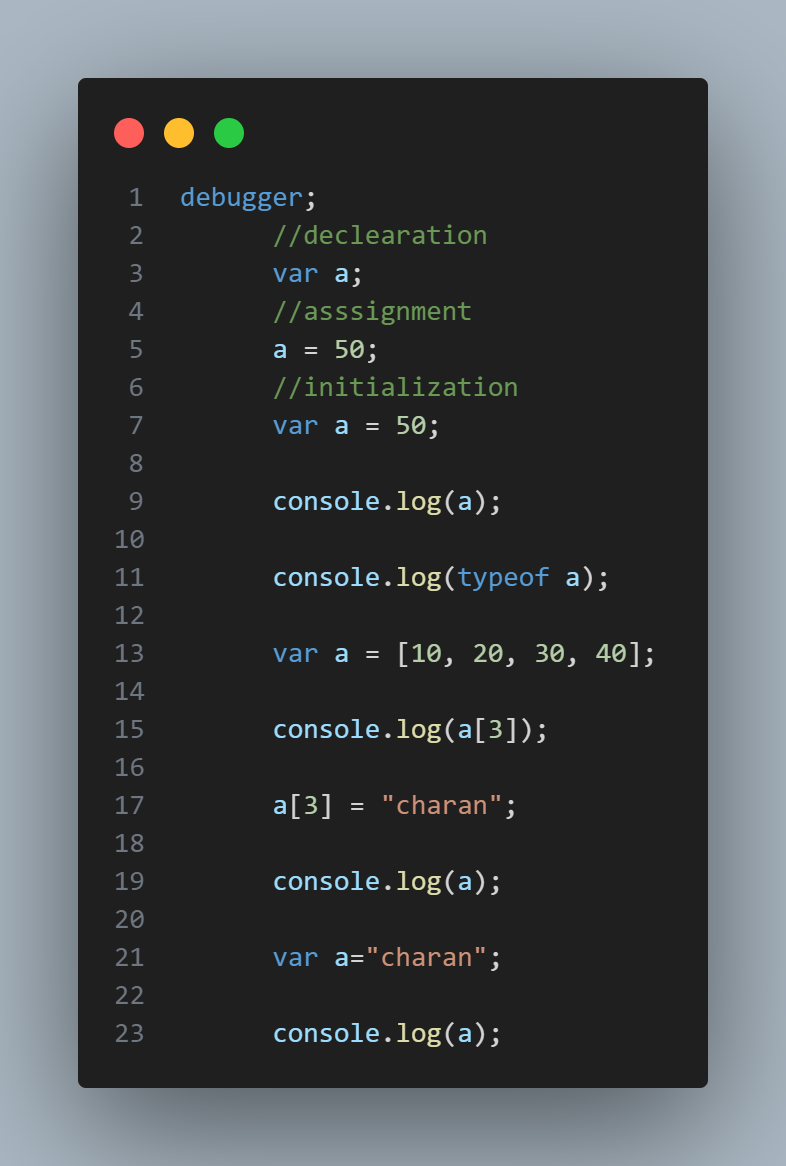 1 debugger;
2 //declearation
3 var a;
4 //asssignment
5 a = 50;
6 //initialization
7 var a = 50;
8
9 console.log(a);
10
11 console.log(typeof a);
12
13 var a = [10, 20, 30, 40];
14
15 console.log(a[3]);
16
17 a[3] = "charan";
18
19 console.log(a);
20
21 var a="charan";
22
23 console.log(a);